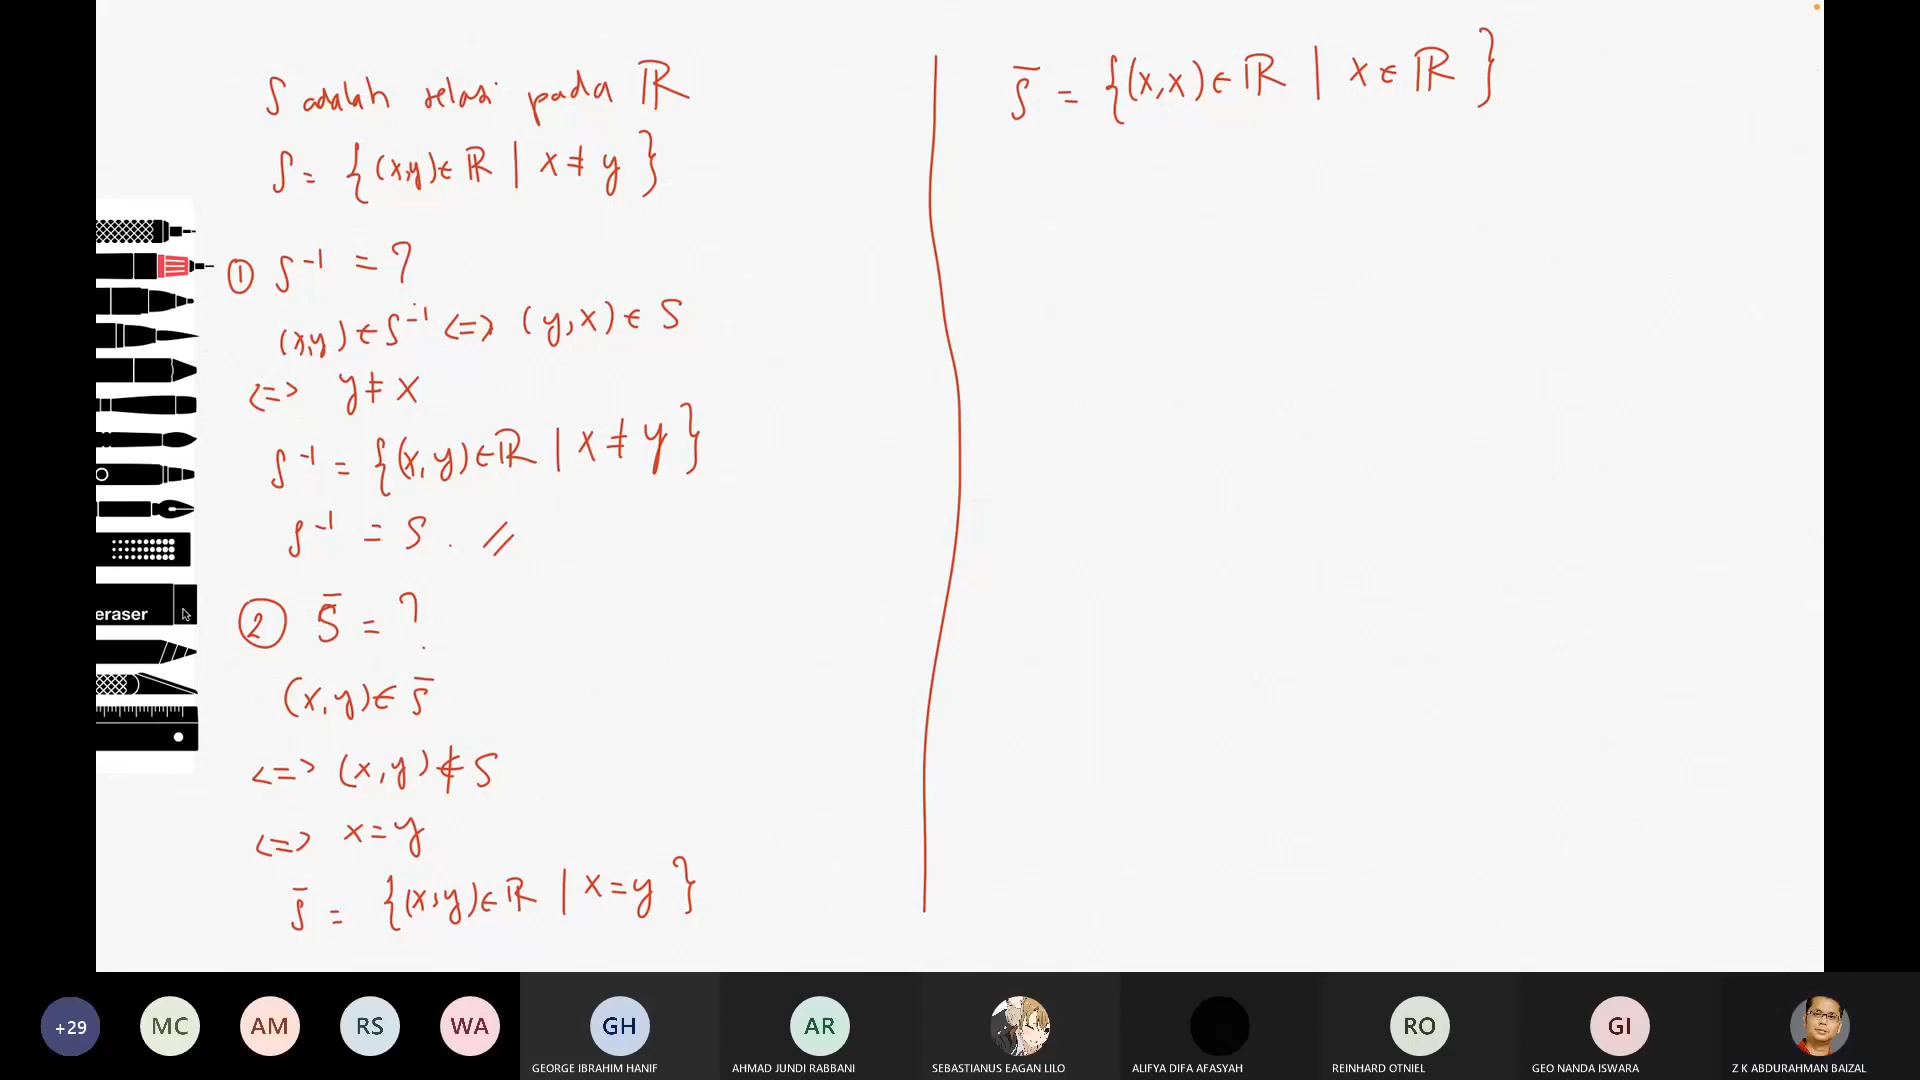 S adalah relasi pada ℝ
S = {(x,y) ∈ ℝ | x ≠ y}
① S⁻¹ = ?
(x,y) ∈ S⁻¹ <=> (y,x) ∈ S
<=> y ≠ x
S⁻¹ = {(x,y) ∈ ℝ | x ≠ y}
S⁻¹ = S . //
② S̄ = ?
(x,y) ∈ S̄
<=> (x,y) ∉ S
<=> x = y
S̄ = {(x,y) ∈ ℝ | x = y}
S̄ = {(x,x) ∈ ℝ | x ∈ ℝ}
eraser
+29
MC
AM
RS
WA
GH
GEORGE IBRAHIM HANIF
AR
AHMAD JUNDI RABBANI
SEBASTIANUS EAGAN LILO
ALIFYA DIFA AFASYAH
RO
REINHARD OTNIEL
GI
GEO NANDA ISWARA
Z K ABDURAHMAN BAIZAL